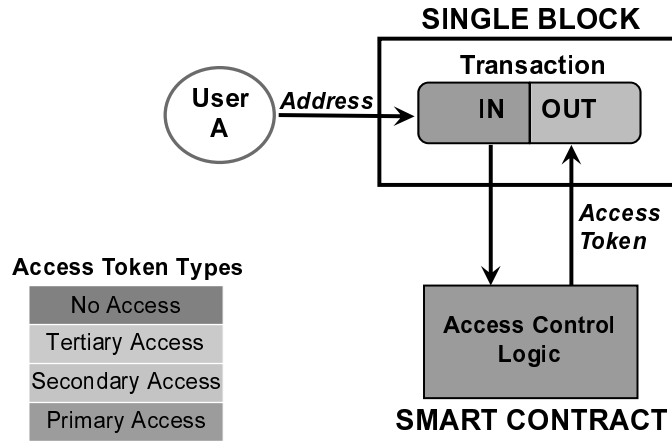 SINGLE BLOCK
Transaction
User
A
Address
IN
OUT
Access
Token
Access Token Types
No Access
Tertiary Access
Secondary Access
Primary Access
Access Control
Logic
SMART CONTRACT